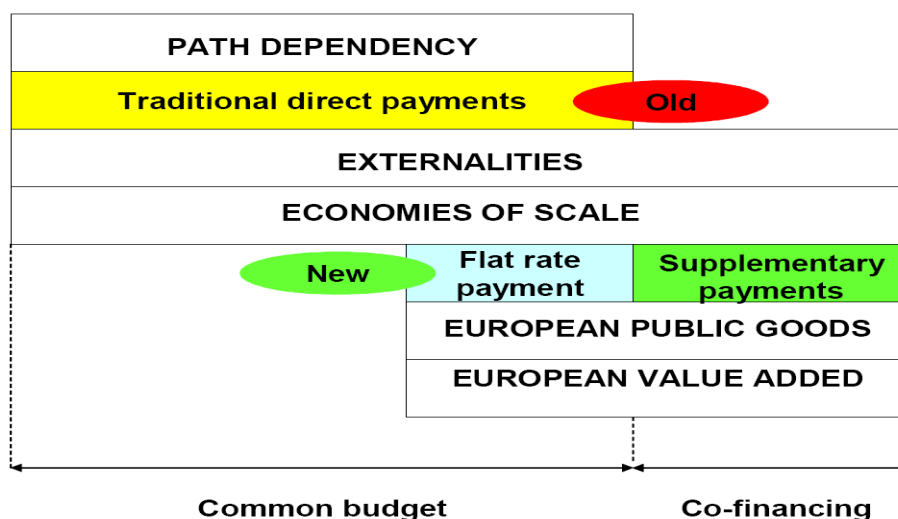 PATH DEPENDENCY
Traditional direct payments
Old
EXTERNALITIES
ECONOMIES OF SCALE
New
Flat rate
payment
Supplementary
payments
EUROPEAN PUBLIC GOODS
EUROPEAN VALUE ADDED
Common budget
Co-financing